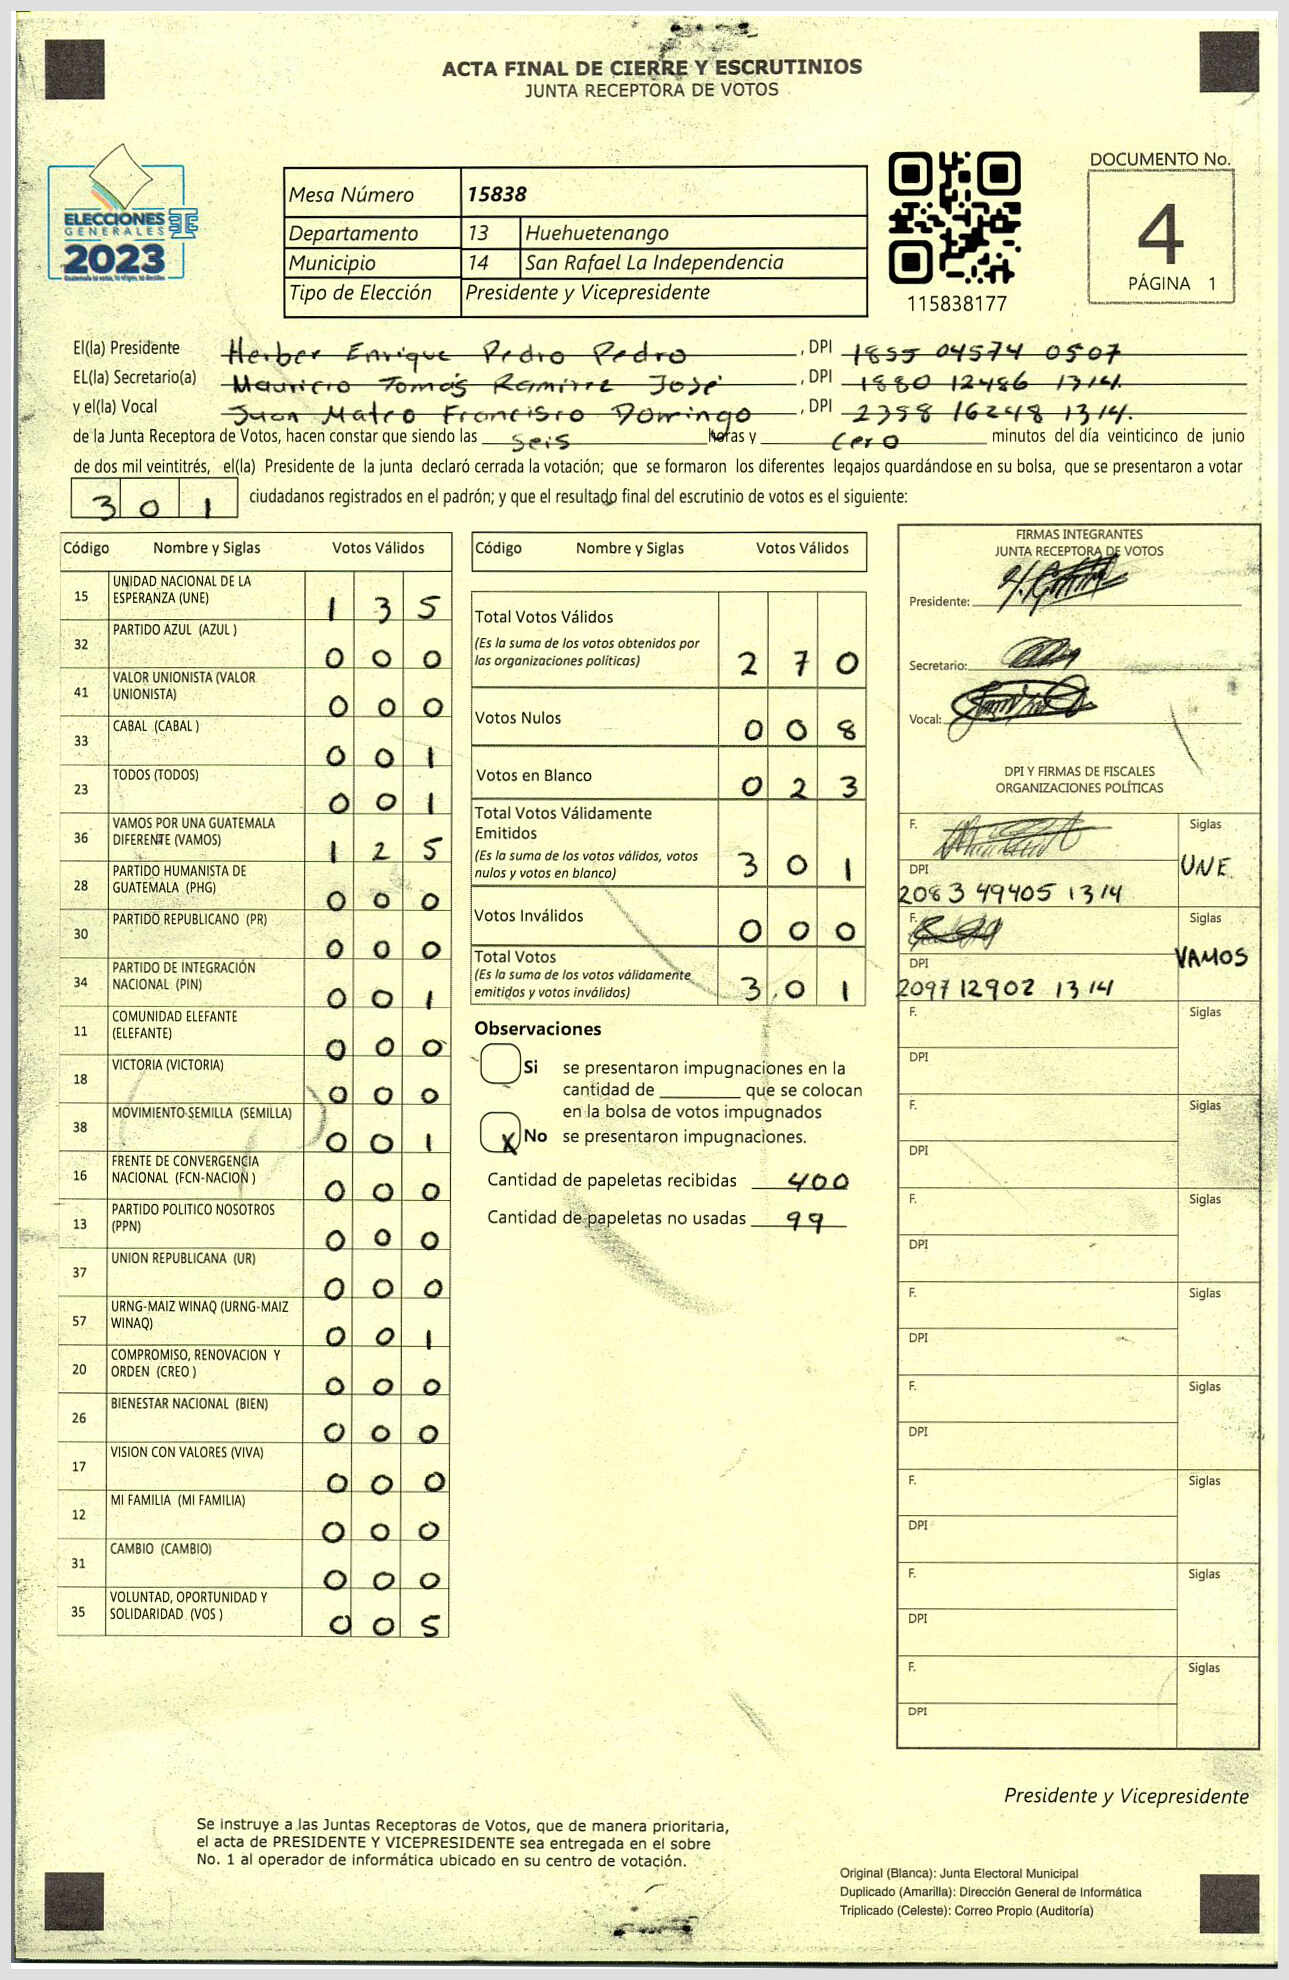 ACTA FINAL DE CIERRE Y ESCRUTINIOS
JUNTA RECEPTORA DE VOTOS
ELECCIONES
GENERALES
2023
Mesa Número 15838
Departamento 13 Huehuetenango
Municipio 14 San Rafael La Independencia
Tipo de Elección Presidente y Vicepresidente
115838177
DOCUMENTO No.
4
PÁGINA 1
El(la) Presidente Herber Enrique Pedro Pedro , DPI 1855 04574 0507
EL(la) Secretario(a) Mauricio Tomás Ramirez José , DPI 1880 12486 1314.
y el(la) Vocal Juan Mateo Francisco Domingo , DPI 2358 16248 1314.
de la Junta Receptora de Votos, hacen constar que siendo las seis horas y cero minutos del día veinticinco de junio
de dos mil veintitrés, el(la) Presidente de la junta declaró cerrada la votación; que se formaron los diferentes legajos quardándose en su bolsa, que se presentaron a votar
301 ciudadanos registrados en el padrón; y que el resultado final del escrutinio de votos es el siguiente:
Código Nombre y Siglas Votos Válidos
15 UNIDAD NACIONAL DE LA
ESPERANZA (UNE) 1 3 5
32 PARTIDO AZUL (AZUL ) 0 0 0
41 VALOR UNIONISTA (VALOR
UNIONISTA) 0 0 0
33 CABAL (CABAL ) 0 0 1
23 TODOS (TODOS) 0 0 1
36 VAMOS POR UNA GUATEMALA
DIFERENTE (VAMOS) 1 2 5
28 PARTIDO HUMANISTA DE
GUATEMALA (PHG) 0 0 0
30 PARTIDO REPUBLICANO (PR) 0 0 0
34 PARTIDO DE INTEGRACIÓN
NACIONAL (PIN) 0 0 1
11 COMUNIDAD ELEFANTE
(ELEFANTE) 0 0 0
18 VICTORIA (VICTORIA) 0 0 0
38 MOVIMIENTO SEMILLA (SEMILLA) 0 0 1
16 FRENTE DE CONVERGENCIA
NACIONAL (FCN-NACION ) 0 0 0
13 PARTIDO POLITICO NOSOTROS
(PPN) 0 0 0
37 UNION REPUBLICANA (UR) 0 0 0
57 URNG-MAIZ WINAQ (URNG-MAIZ
WINAQ) 0 0 1
20 COMPROMISO, RENOVACION Y
ORDEN (CREO ) 0 0 0
26 BIENESTAR NACIONAL (BIEN) 0 0 0
17 VISION CON VALORES (VIVA) 0 0 0
12 MI FAMILIA (MI FAMILIA) 0 0 0
31 CAMBIO (CAMBIO) 0 0 0
35 VOLUNTAD, OPORTUNIDAD Y
SOLIDARIDAD (VOS ) 0 0 5
Código Nombre y Siglas Votos Válidos
Total Votos Válidos
(Es la suma de los votos obtenidos por
las organizaciones políticas) 2 7 0
Votos Nulos 0 0 8
Votos en Blanco 0 2 3
Total Votos Válidamente
Emitidos
(Es la suma de los votos válidos, votos
nulos y votos en blanco) 3 0 1
Votos Inválidos 0 0 0
Total Votos
(Es la suma de los votos válidamente
emitidos y votos inválidos) 3 0 1
Observaciones
Si se presentaron impugnaciones en la
cantidad de ________ que se colocan
en la bolsa de votos impugnados
X No se presentaron impugnaciones.
Cantidad de papeletas recibidas 400
Cantidad de papeletas no usadas 99
FIRMAS INTEGRANTES
JUNTA RECEPTORA DE VOTOS
Presidente:
Secretario:
Vocal:
DPI Y FIRMAS DE FISCALES
ORGANIZACIONES POLÍTICAS
F. Siglas
UNE
DPI
2083 49405 1314
F. Siglas
VAMOS
DPI
2097 12902 1314
F. Siglas
DPI
F. Siglas
DPI
F. Siglas
DPI
F. Siglas
DPI
F. Siglas
DPI
F. Siglas
DPI
F. Siglas
DPI
F. Siglas
DPI
Presidente y Vicepresidente
Se instruye a las Juntas Receptoras de Votos, que de manera prioritaria,
el acta de PRESIDENTE Y VICEPRESIDENTE sea entregada en el sobre
No. 1 al operador de informática ubicado en su centro de votación.
Original (Blanca): Junta Electoral Municipal
Duplicado (Amarilla): Dirección General de Informática
Triplicado (Celeste): Correo Propio (Auditoría)